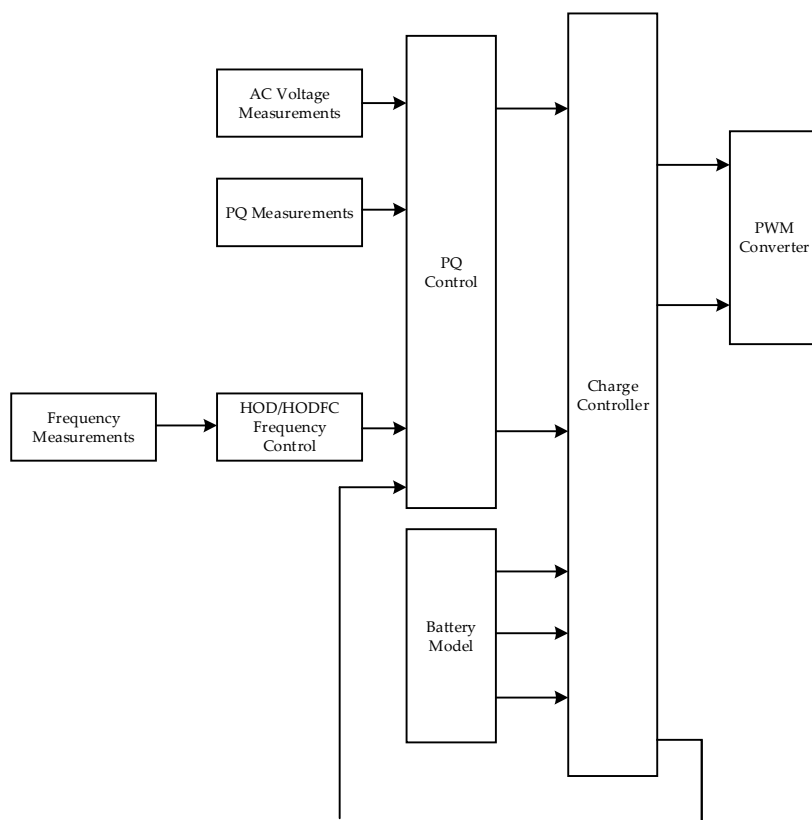 AC Voltage
Measurements
PQ Measurements
PQ
Control
PWM
Converter
Charge
Controller
Frequency
Measurements
HOD/HODFC
Frequency
Control
Battery
Model